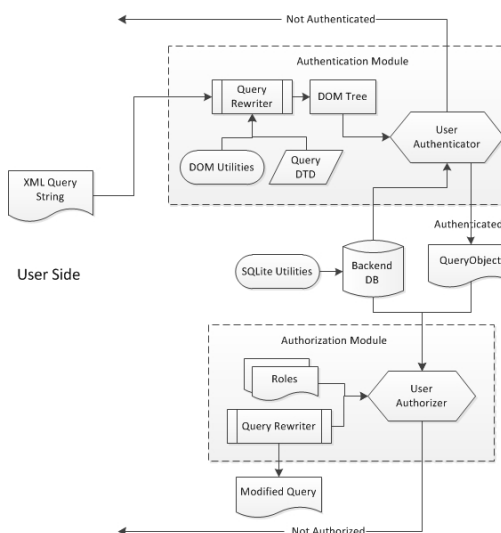 Not Authenticated
Authentication Module
Query
Rewriter
DOM Tree
User
Authenticator
DOM Utilities
Query
DTD
XML Query
String
Authenticated
User Side
SQLite Utilities
Backend
DB
QueryObject
Authorization Module
Roles
User
Authorizer
Query Rewriter
Modified Query
Not Authorized